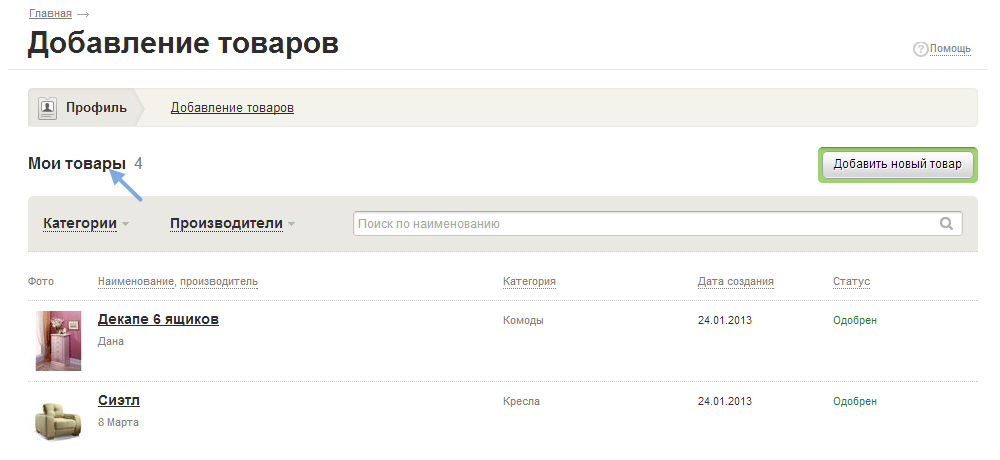 Главная →
Добавление товаров
? Помощь
Профиль Добавление товаров
Мои товары 4 Добавить новый товар
Категории Производители Поиск по наименованию
Фото Наименование, производитель Категория Дата создания Статус
Декапе 6 ящиков Комоды 24.01.2013 Одобрен
Дана
Сиэтл Кресла 24.01.2013 Одобрен
8 Марта